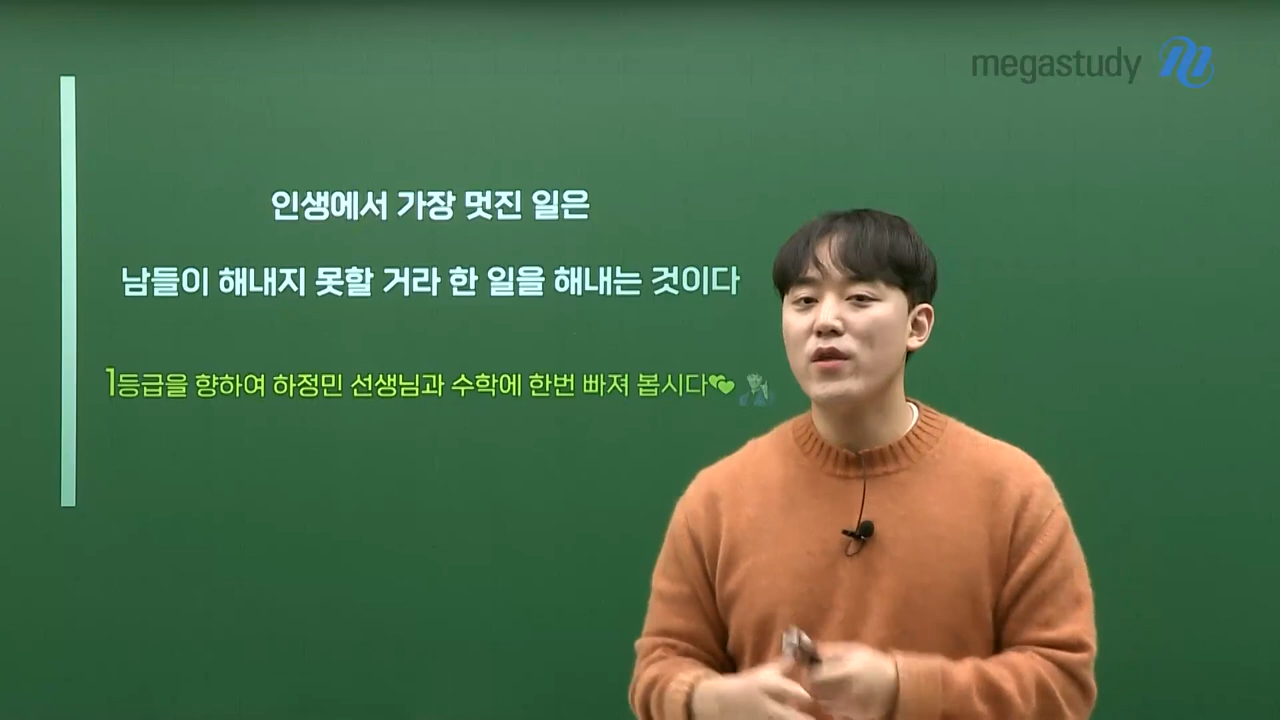 megastudy
인생에서 가장 멋진 일은
남들이 해내지 못할 거라 한 일을 해내는 것이다
1등급을 향하여 하정민 선생님과 수학에 한번 빠져 봅시다